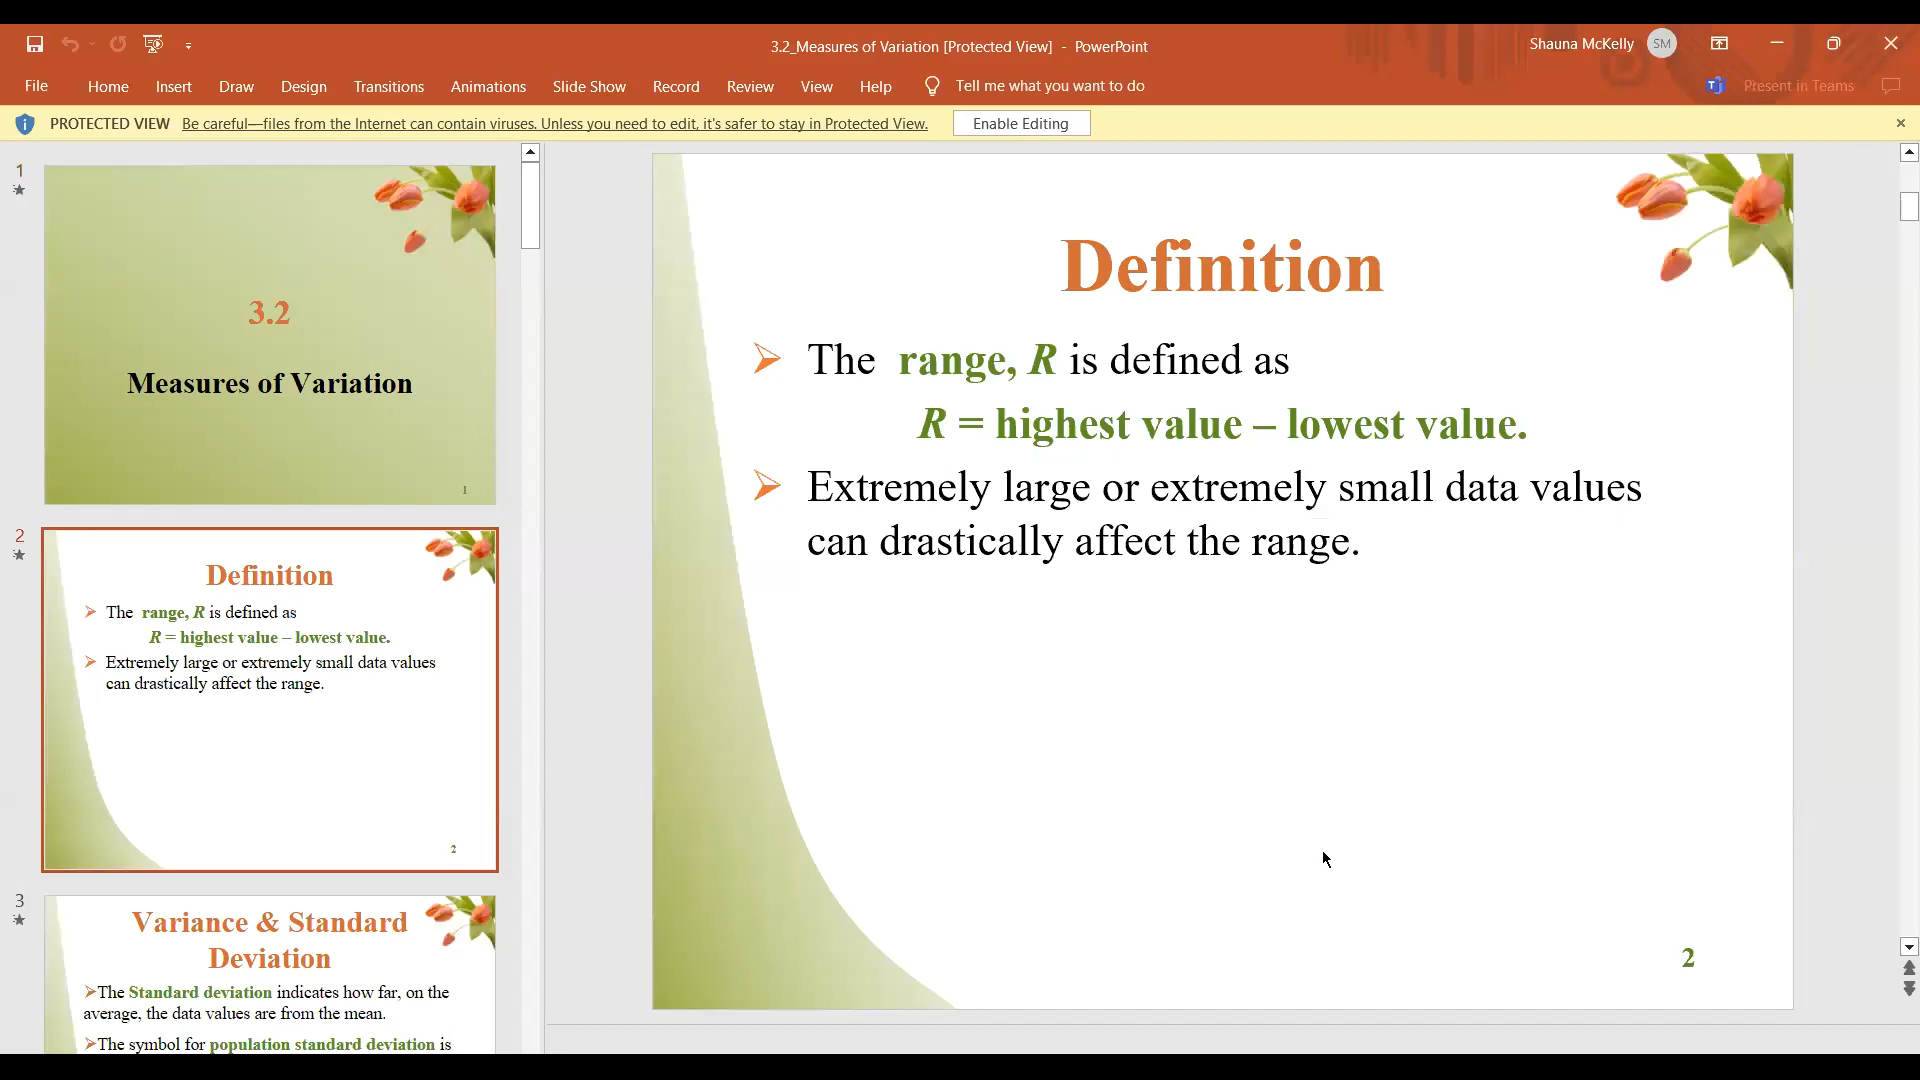 3.2_Measures of Variation [Protected View] - PowerPoint
Shauna McKelly SM
File Home Insert Draw Design Transitions Animations Slide Show Record Review View Help Tell me what you want to do Present in Teams
PROTECTED VIEW Be careful—files from the Internet can contain viruses. Unless you need to edit, it's safer to stay in Protected View. Enable Editing
1
3.2
Measures of Variation
1
2
Definition
The range, R is defined as
R = highest value – lowest value.
Extremely large or extremely small data values
can drastically affect the range.
2
3
Variance & Standard
Deviation
The Standard deviation indicates how far, on the
average, the data values are from the mean.
The symbol for population standard deviation is
Definition
The range, R is defined as
R = highest value – lowest value.
Extremely large or extremely small data values
can drastically affect the range.
2